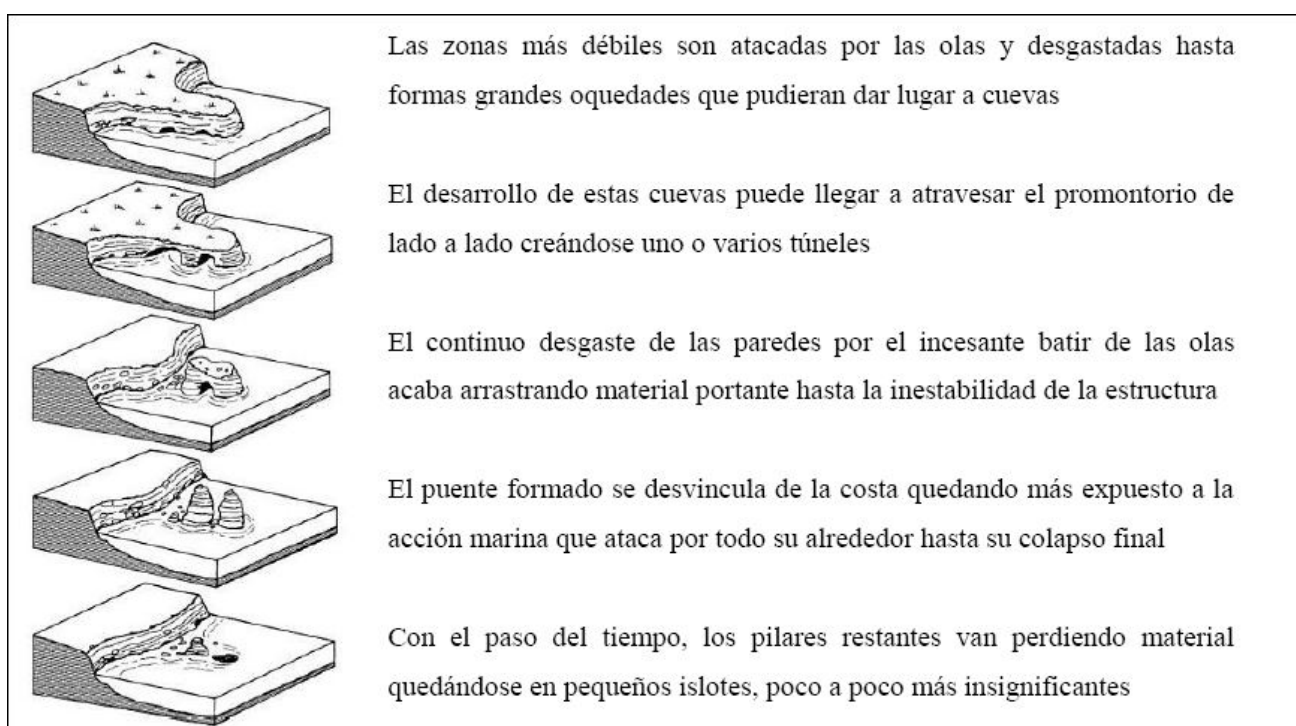 Las zonas más débiles son atacadas por las olas y desgastadas hasta
formas grandes oquedades que pudieran dar lugar a cuevas
El desarrollo de estas cuevas puede llegar a atravesar el promontorio de
lado a lado creándose uno o varios túneles
El continuo desgaste de las paredes por el incesante batir de las olas
acaba arrastrando material portante hasta la inestabilidad de la estructura
El puente formado se desvincula de la costa quedando más expuesto a la
acción marina que ataca por todo su alrededor hasta su colapso final
Con el paso del tiempo, los pilares restantes van perdiendo material
quedándose en pequeños islotes, poco a poco más insignificantes